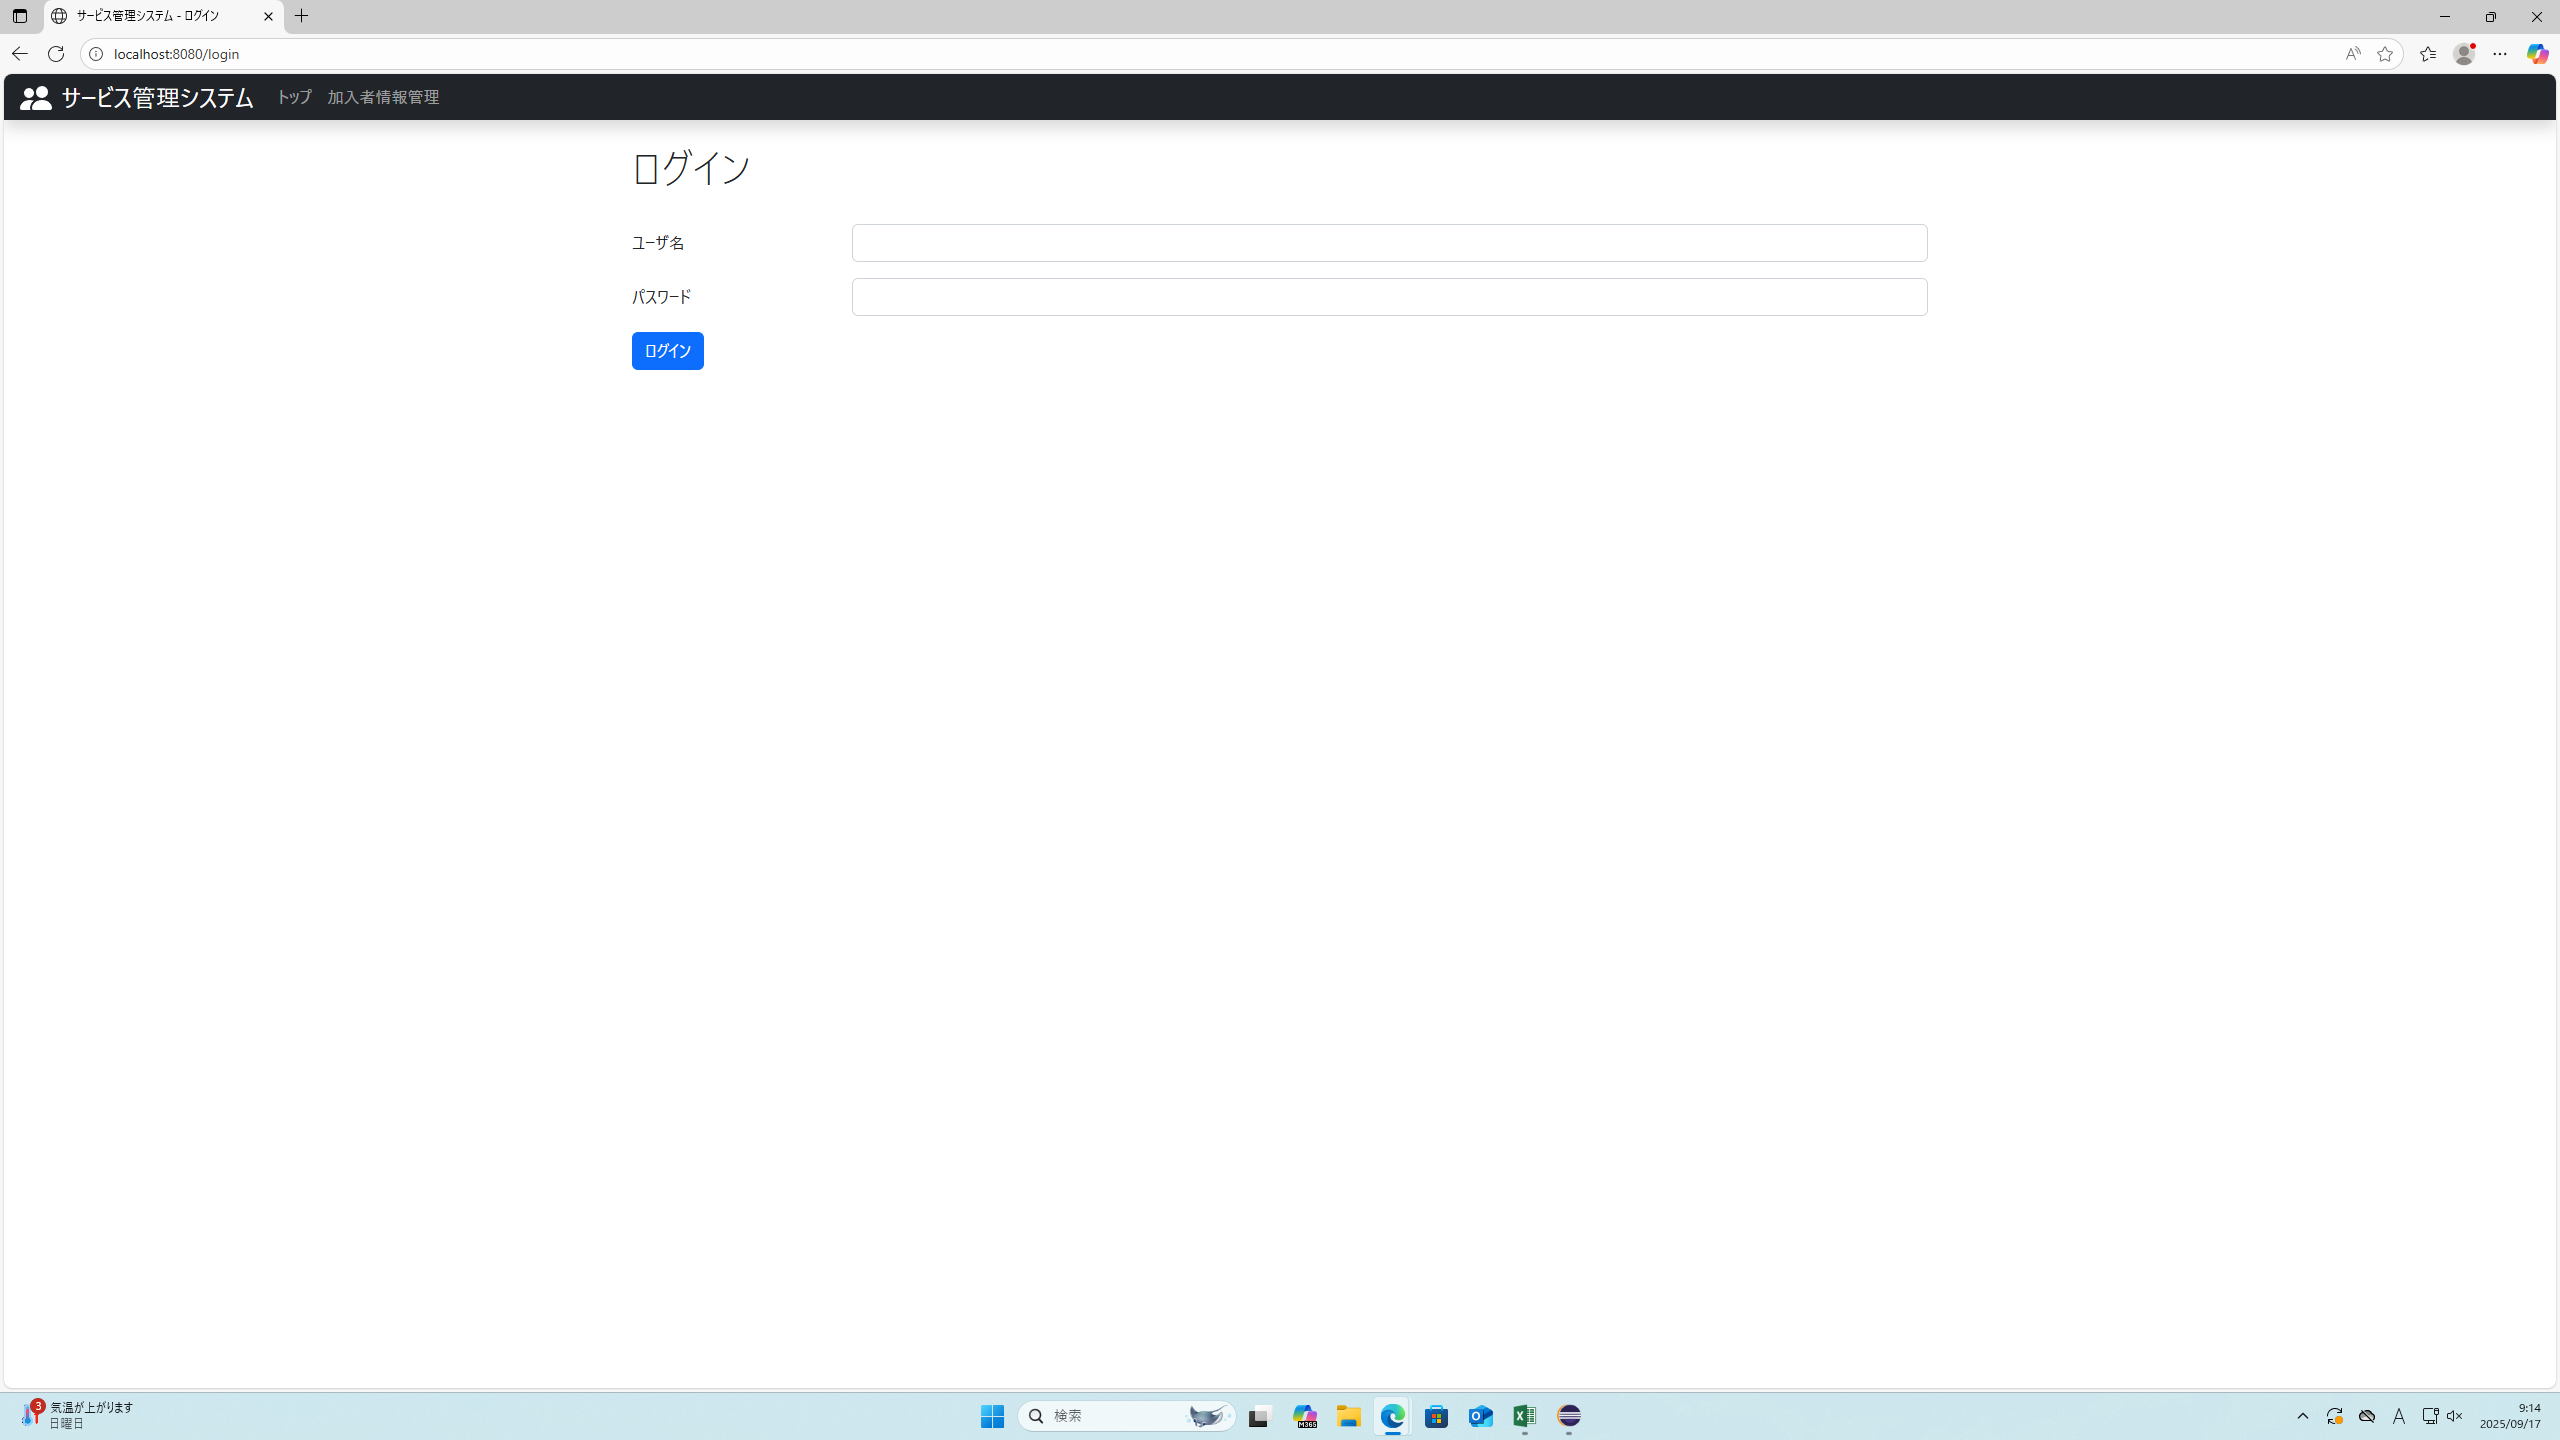 サービス管理システム - ログイン
localhost:8080/login
サービス管理システム トップ 加入者情報管理
ログイン
ユーザ名
パスワード
ログイン
3 気温が上がります
日曜日
検索
M365
A
9:14
2025/09/17